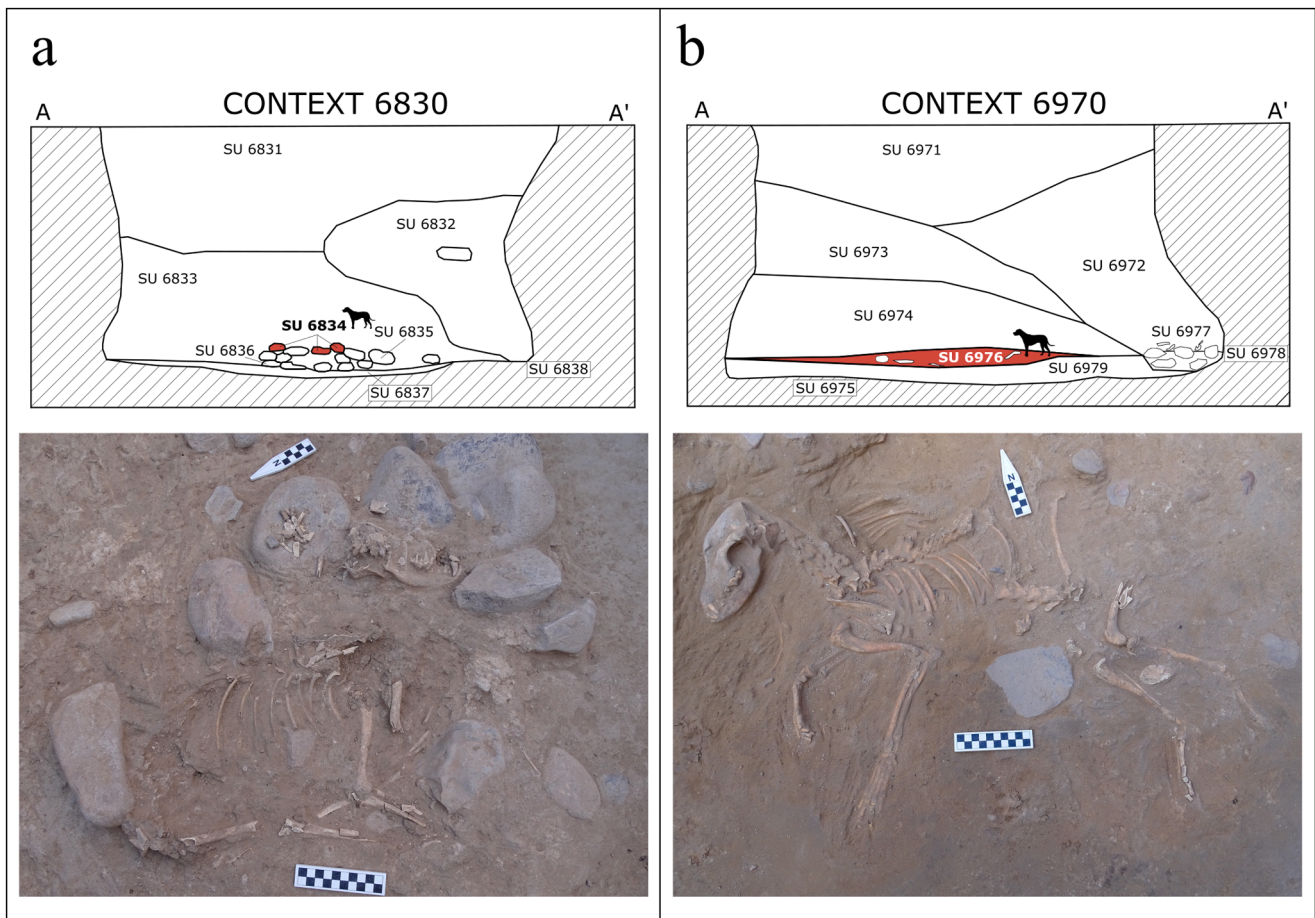 a
CONTEXT 6830
A
A'
SU 6831
SU 6832
SU 6833
SU 6834
SU 6835
SU 6836
SU 6838
SU 6837
N
b
CONTEXT 6970
A
A'
SU 6971
SU 6973
SU 6972
SU 6974
SU 6977
SU 6978
SU 6976
SU 6979
SU 6975
N